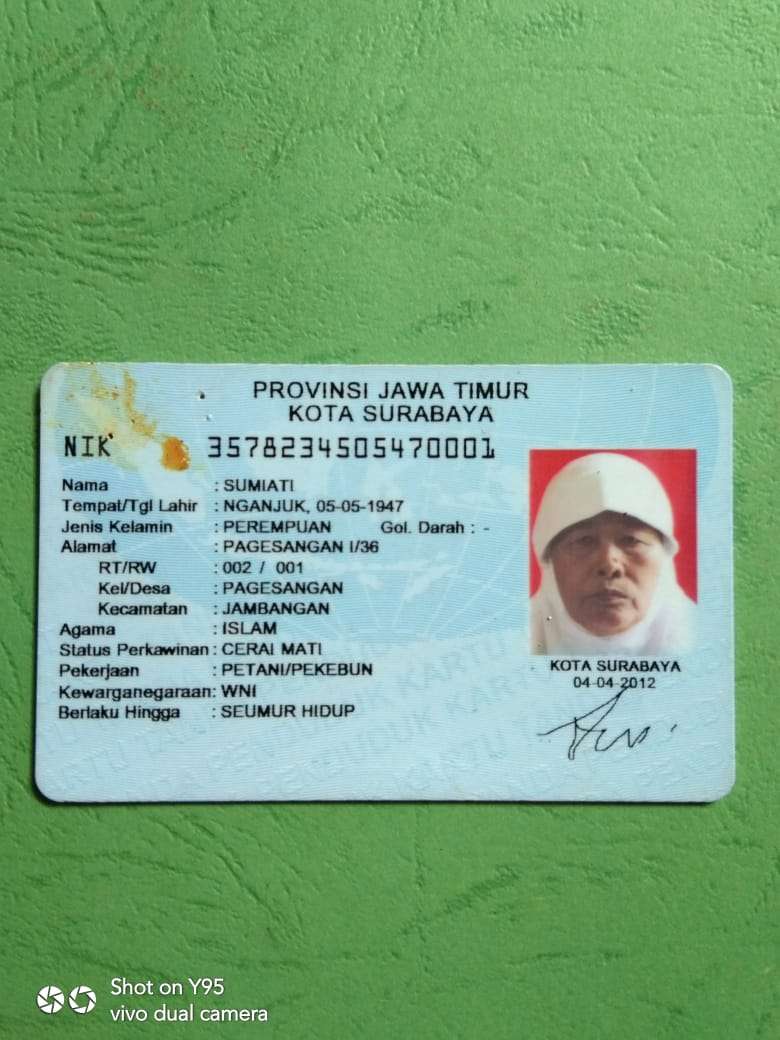 PROVINSI JAWA TIMUR
KOTA SURABAYA
NIK 3578234505470001
Nama : SUMIATI
Tempat/Tgl Lahir : NGANJUK, 05-05-1947
Jenis Kelamin : PEREMPUAN Gol. Darah : -
Alamat : PAGESANGAN I/36
RT/RW : 002 / 001
Kel/Desa : PAGESANGAN
Kecamatan : JAMBANGAN
Agama : ISLAM
Status Perkawinan : CERAI MATI
Pekerjaan : PETANI/PEKEBUN
Kewarganegaraan : WNI
Berlaku Hingga : SEUMUR HIDUP
KOTA SURABAYA
04-04-2012
Shot on Y95
vivo dual camera